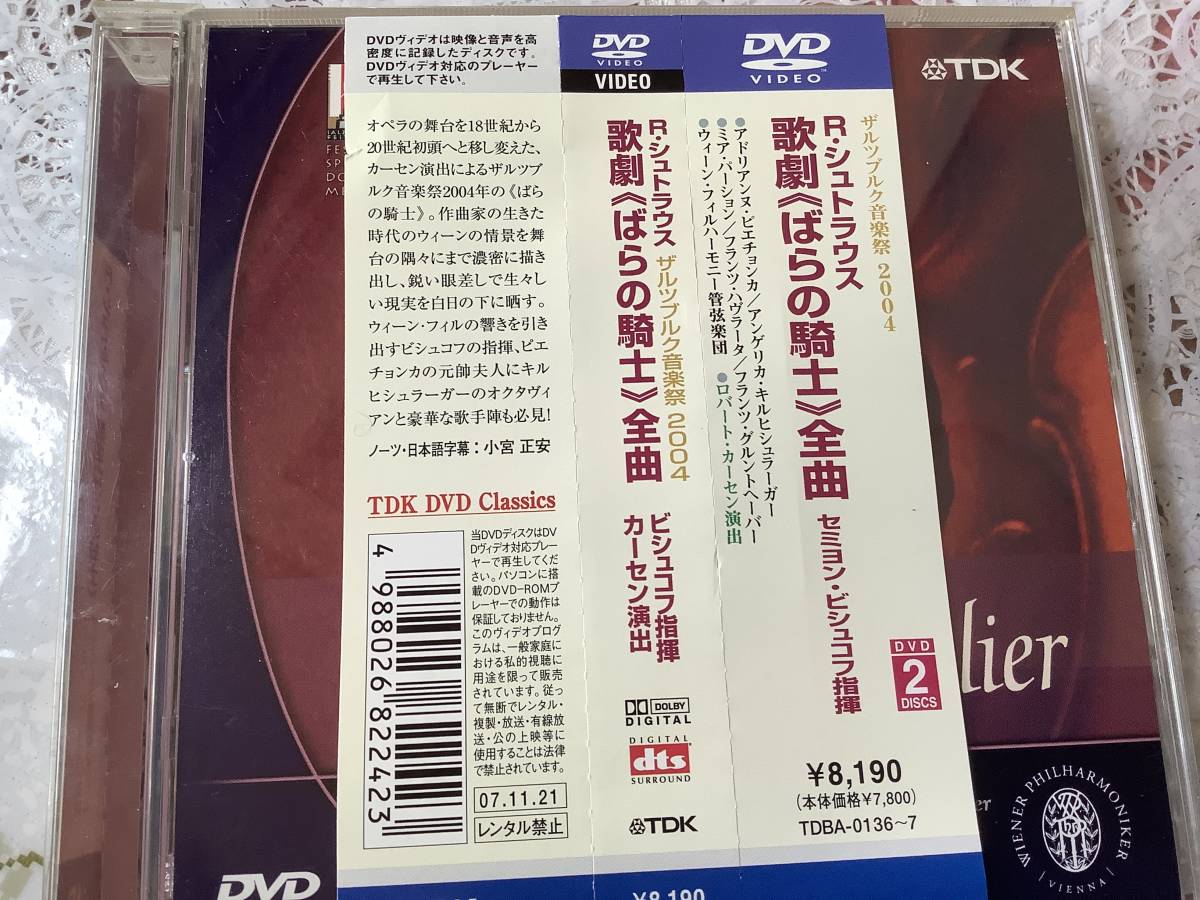 DVDヴィデオは映像と音声を高
密度に記録したディスクです。
DVDヴィデオ対応のプレーヤー
で再生して下さい。
オペラの舞台を18世紀から
20世紀初頭へと移し変えた、
カーセン演出によるザルツブ
ルク音楽祭2004年の《ばら
の騎士》。作曲家の生きた
時代のウィーンの情景を舞
台の隅々にまで濃密に描き
出し、鋭い眼差しで生々し
い現実を白日の下に晒す。
ウィーン・フィルの響きを引き
出すビシュコフの指揮、ピエ
チョンカの元帥夫人にキル
ヒシュラーガーのオクタヴィ
アンと豪華な歌手陣も必見!
ノーツ・日本語字幕:小宮 正安
TDK DVD Classics
4 988026 822423
当DVDディスクはDV
Dヴィデオ対応プレー
ヤーで再生してくだ
さい。パソコンに搭
載のDVD-ROMプ
レーヤーでの動作は
保証しておりません。
このヴィデオプログ
ラムは、一般家庭に
おける私的視聴に
用途を限って販売
されています。従っ
て無断でレンタル・
複製・放送・有線放
送・公の上映等に
使用することは法律
で禁止されています。
07.11.21
レンタル禁止
DVD
VIDEO
VIDEO
R・シュトラウス ザルツブルク音楽祭 2004
歌劇《ばらの騎士》全曲
ビシュコフ指揮
カーセン演出
DOLBY
DIGITAL
DIGITAL
dts
SURROUND
TDK
¥8,190
DVD
VIDEO
ザルツブルク音楽祭 2004
R・シュトラウス
歌劇《ばらの騎士》全曲 セミヨン・ビシュコフ指揮
●アドリアンヌ・ピエチョンカ/アンゲリカ・キルヒシュラーガー
●ミア・パーション/フランツ・ハヴラータ/フランツ・グルントヘーバー
●ウィーン・フィルハーモニー管弦楽団 ●ロバート・カーセン演出
DVD
2
DISCS
¥8,190
(本体価格¥7,800)
TDBA-0136〜7
TDK
lier
er
WIENER PHILHARMONIKER
VIENNA
DVD